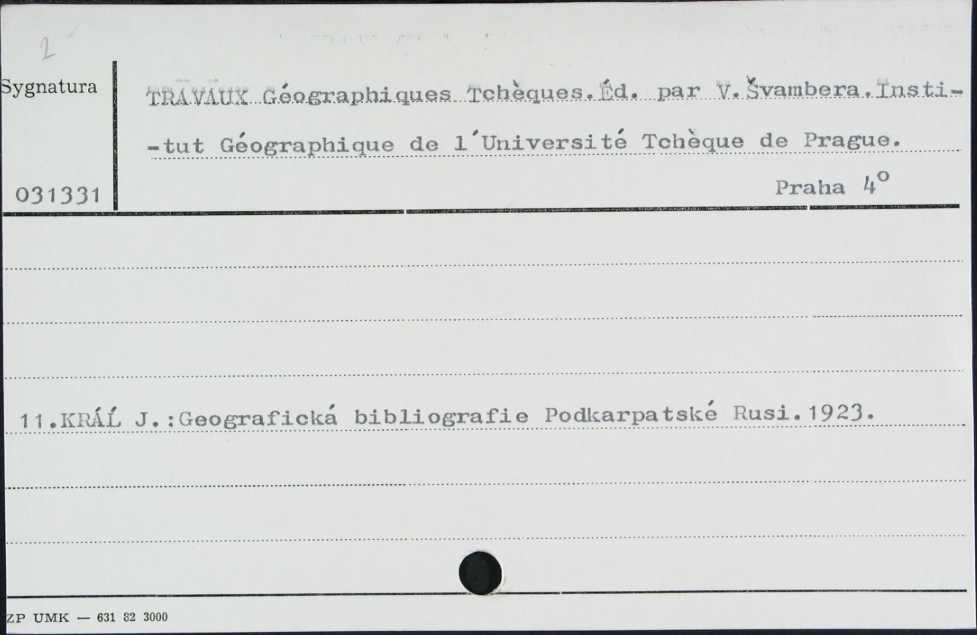 2
Sygnatura
TRAVAUX Géographiques Tchèques.Éd. par V.Švambera.Insti-
-tut Géographique de l´Université Tchèque de Prague.
031331
Praha 4°
11.KRÁĹ J.:Geografická bibliografie Podkarpatské Rusi.1923.
ZP UMK — 631 82 3000